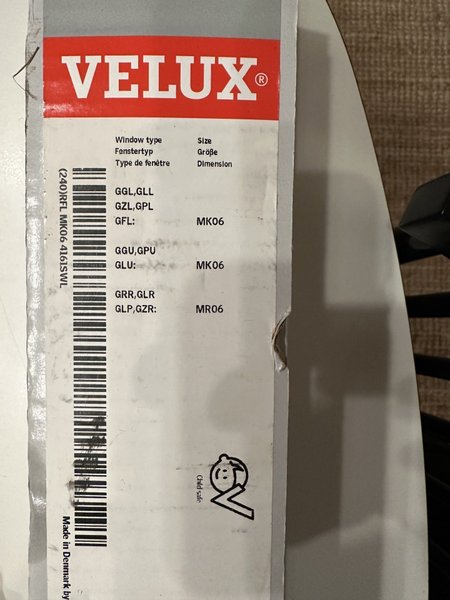 VELUX®
Window type Size
Fenstertyp Größe
Type de fenêtre Dimension
GGL,GLL
GZL,GPL
GFL: MK06
GGU,GPU
GLU: MK06
GRR,GLR
GLP,GZR: MR06
(240)RFL MK06 4161SWL
Child safe
Made in Denmark by